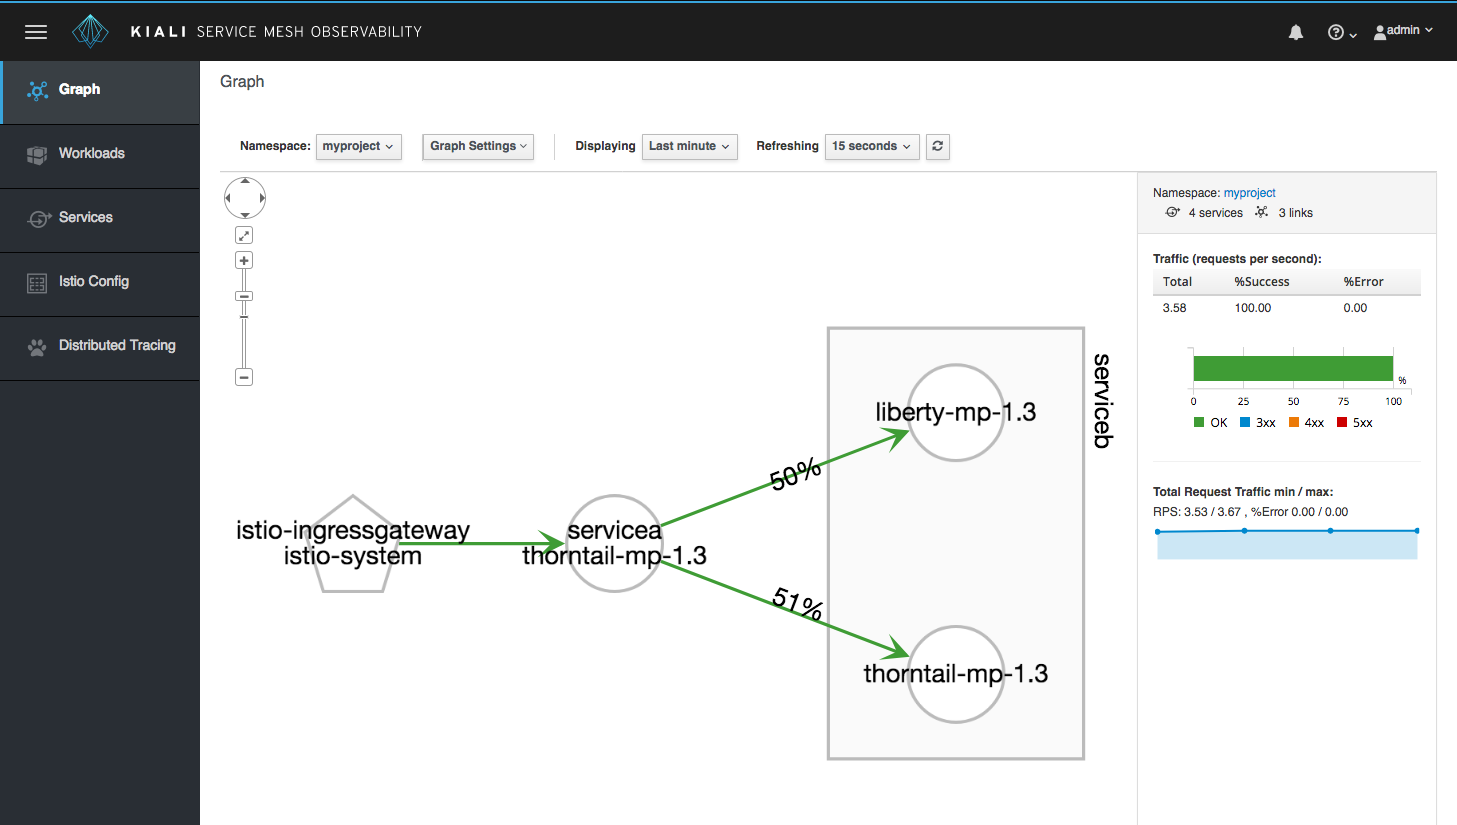 KIALI SERVICE MESH OBSERVABILITY
admin
Graph
Workloads
Services
Istio Config
Distributed Tracing
Graph
Namespace: myproject Graph Settings Displaying Last minute Refreshing 15 seconds
Namespace: myproject
4 services 3 links
Traffic (requests per second):
Total %Success %Error
3.58 100.00 0.00
%
0 25 50 75 100
OK 3xx 4xx 5xx
Total Request Traffic min / max:
RPS: 3.53 / 3.67 , %Error 0.00 / 0.00
serviceb
liberty-mp-1.3
50%
istio-ingressgateway
istio-system
servicea
thorntail-mp-1.3
51%
thorntail-mp-1.3